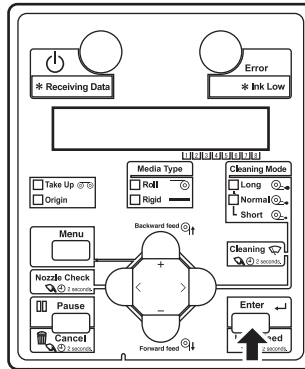 Error
* Receiving Data
* Ink Low
1 2 3 4 5 6 7 8
Media Type
Cleaning Mode
Take Up
Roll
Long
Origin
Rigid
Normal
Short
Menu
Backward feed
Cleaning
2 seconds.
Nozzle Check
2 seconds.
+
< >
−
Pause
Enter
Cancel
2 seconds.
Forward feed